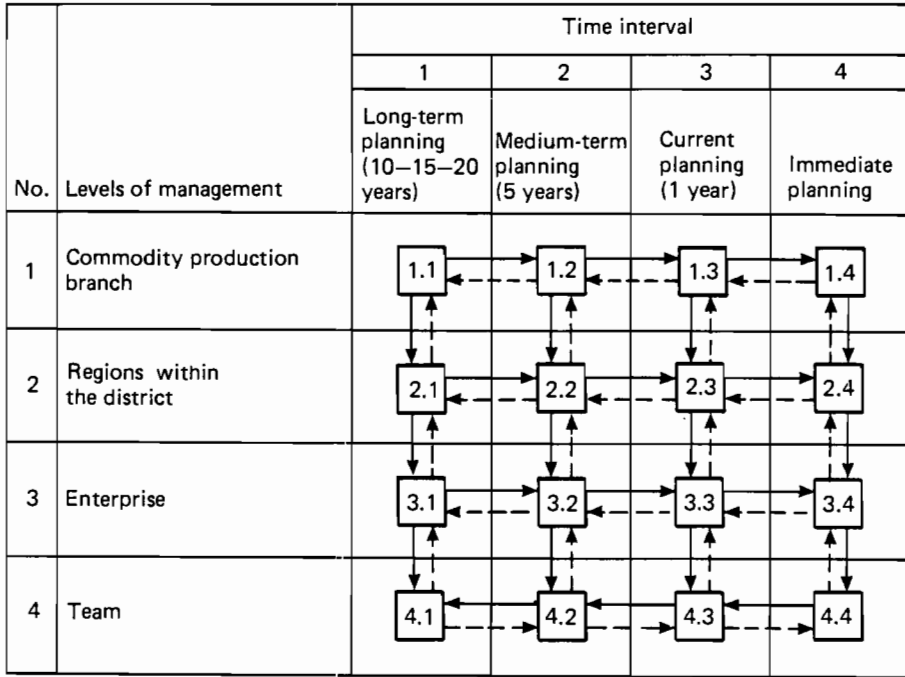 Time interval
1 2 3 4
No. Levels of management
Long-term
planning
(10—15—20
years)
Medium-term
planning
(5 years)
Current
planning
(1 year)
Immediate
planning
1 Commodity production
branch
1.1 1.2 1.3 1.4
2 Regions within
the district
2.1 2.2 2.3 2.4
3 Enterprise
3.1 3.2 3.3 3.4
4 Team
4.1 4.2 4.3 4.4